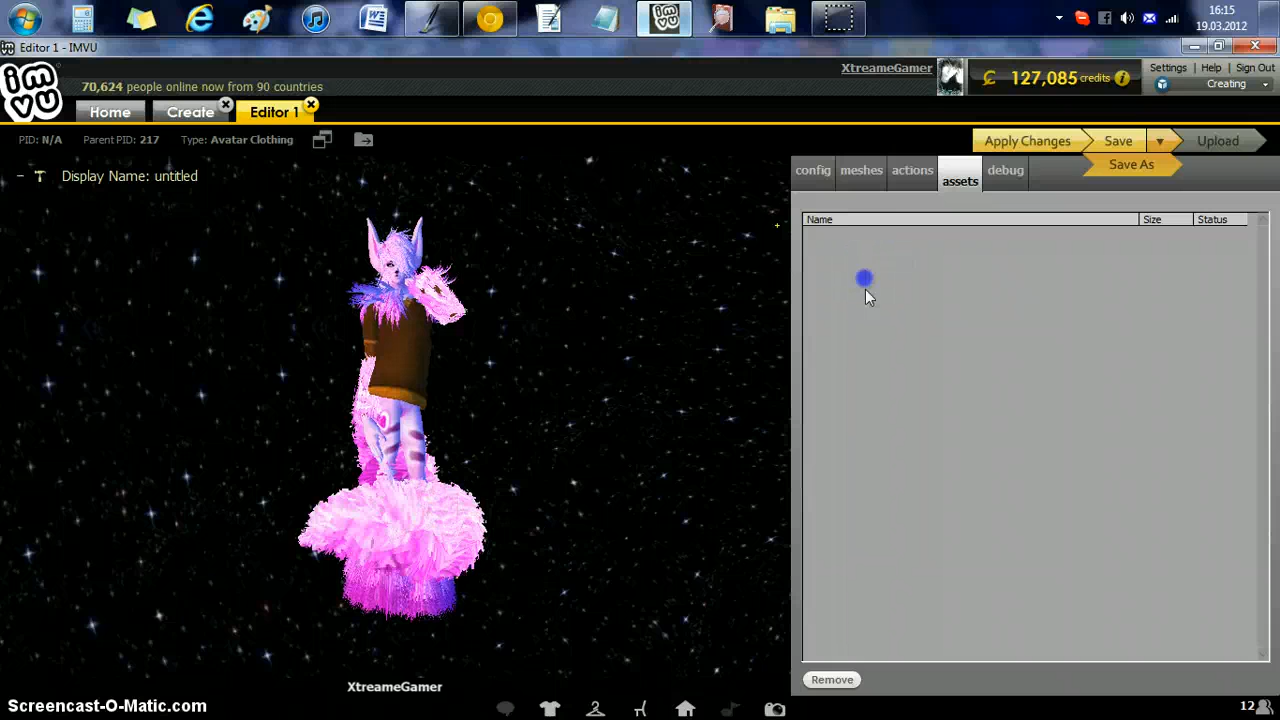 16:15
19.03.2012
Editor 1 - IMVU
imvu
70,624 people online now from 90 countries
XtreameGamer
127,085 credits
Settings Help Sign Out
Creating
Home
Create
Editor 1
PID: N/A Parent PID: 217 Type: Avatar Clothing
Apply Changes
Save
Upload
Save As
Display Name: untitled
config
meshes
actions
assets
debug
Name
Size
Status
Remove
XtreameGamer
Screencast-O-Matic.com
12